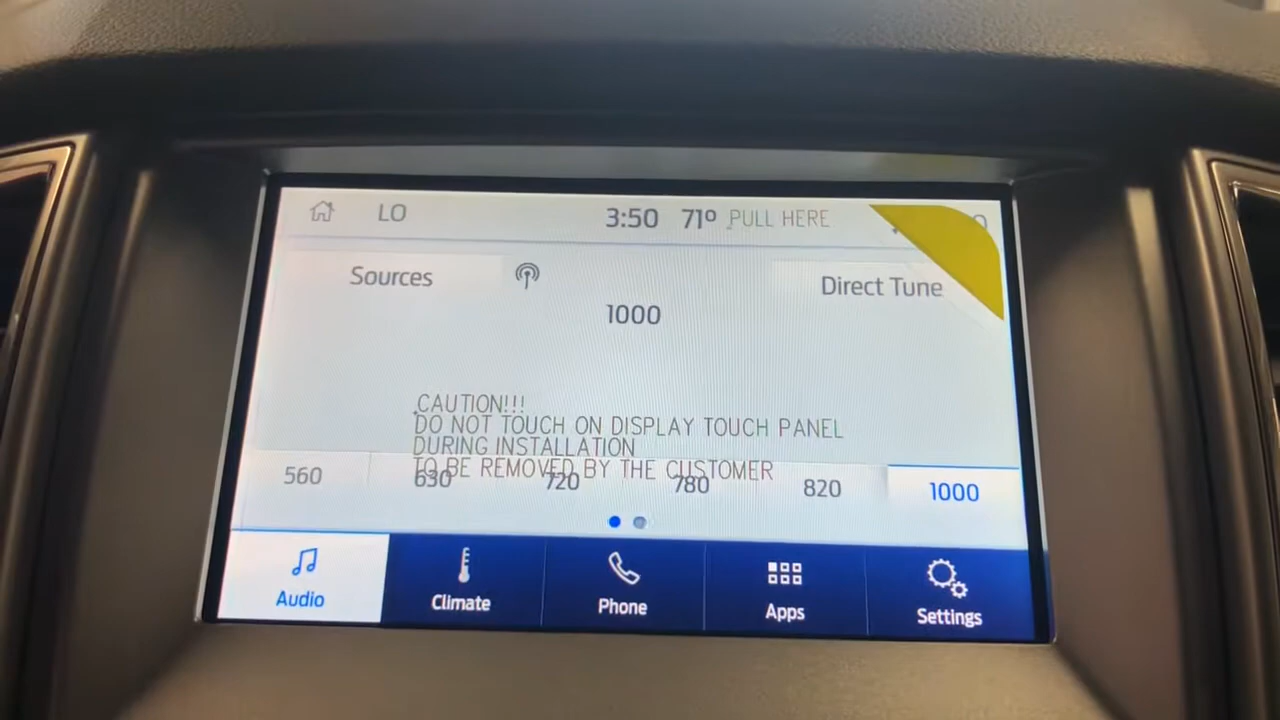 LO
3:50 71° PULL HERE
Sources
Direct Tune
1000
CAUTION!!!
DO NOT TOUCH ON DISPLAY TOUCH PANEL
DURING INSTALLATION
TO BE REMOVED BY THE CUSTOMER
560 630 720 780 820 1000
Audio Climate Phone Apps Settings